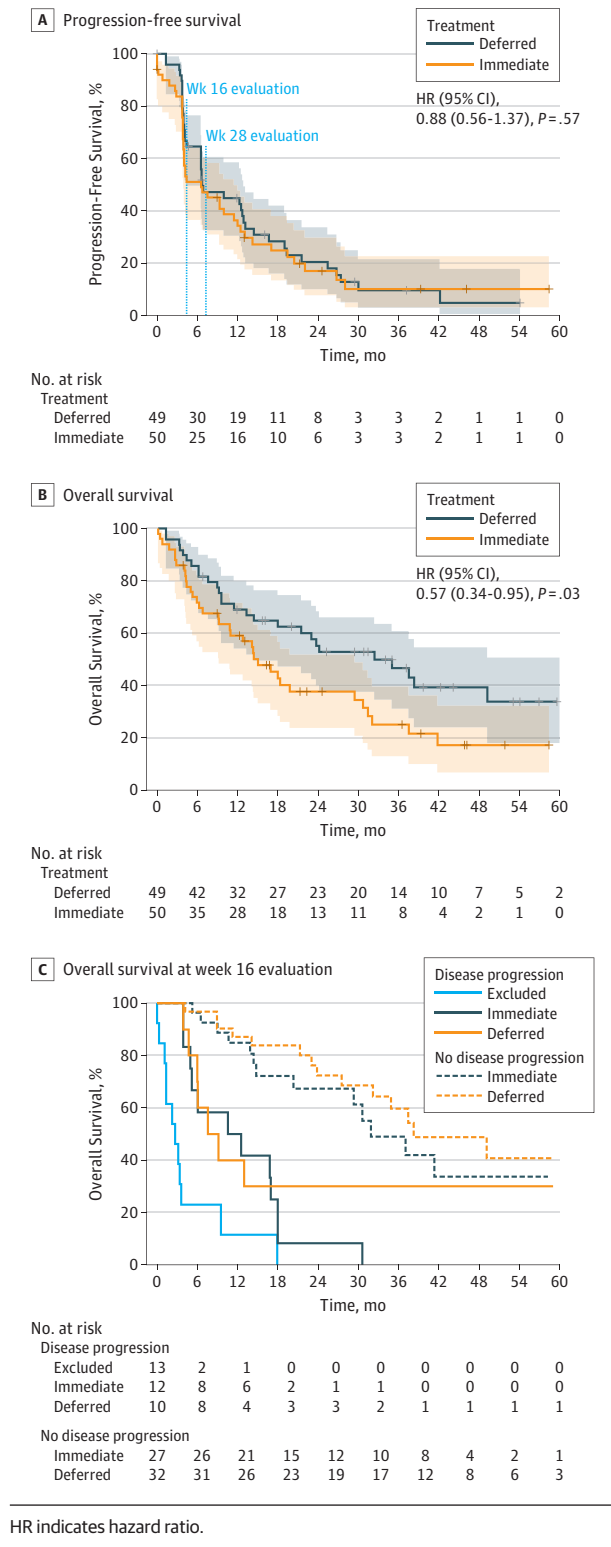 A Progression-free survival
Treatment
Deferred
Immediate
HR (95% CI),
0.88 (0.56-1.37), P = .57
Wk 16 evaluation
Wk 28 evaluation
Progression-Free Survival, %
100
80
60
40
20
0
0 6 12 18 24 30 36 42 48 54 60
Time, mo
No. at risk
Treatment
Deferred 49 30 19 11 8 3 3 2 1 1 0
Immediate 50 25 16 10 6 3 3 2 1 1 0
B Overall survival
Treatment
Deferred
Immediate
HR (95% CI),
0.57 (0.34-0.95), P = .03
Overall Survival, %
100
80
60
40
20
0
0 6 12 18 24 30 36 42 48 54 60
Time, mo
No. at risk
Treatment
Deferred 49 42 32 27 23 20 14 10 7 5 2
Immediate 50 35 28 18 13 11 8 4 2 1 0
C Overall survival at week 16 evaluation
Disease progression
Excluded
Immediate
Deferred
No disease progression
Immediate
Deferred
Overall Survival, %
100
80
60
40
20
0
0 6 12 18 24 30 36 42 48 54 60
Time, mo
No. at risk
Disease progression
Excluded 13 2 1 0 0 0 0 0 0 0 0
Immediate 12 8 6 2 1 1 0 0 0 0
Deferred 10 8 4 3 3 2 1 1 1 1
No disease progression
Immediate 27 26 21 15 12 10 8 4 2 1
Deferred 32 31 26 23 19 17 12 8 6 3
HR indicates hazard ratio.